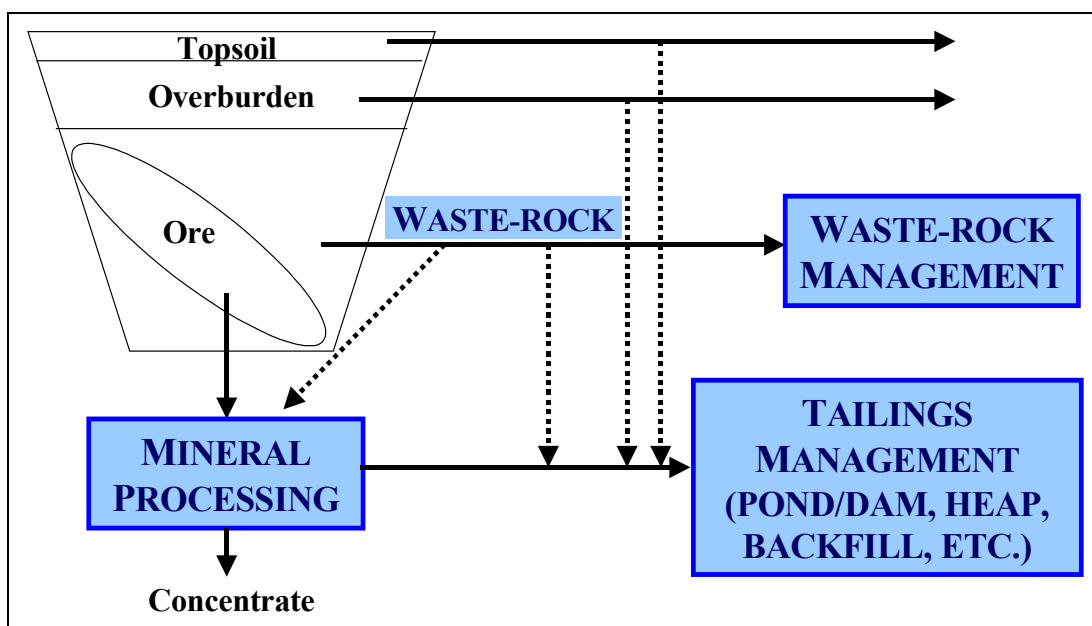 Topsoil
Overburden
Ore
WASTE-ROCK
WASTE-ROCK
MANAGEMENT
MINERAL
PROCESSING
TAILINGS
MANAGEMENT
(POND/DAM, HEAP,
BACKFILL, ETC.)
Concentrate